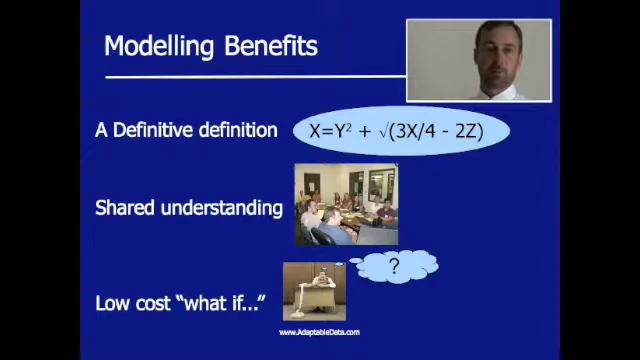 Modelling Benefits
A Definitive definition
X=Y² + √(3X/4 - 2Z)
Shared understanding
?
Low cost “what if...”
www.AdaptableData.com